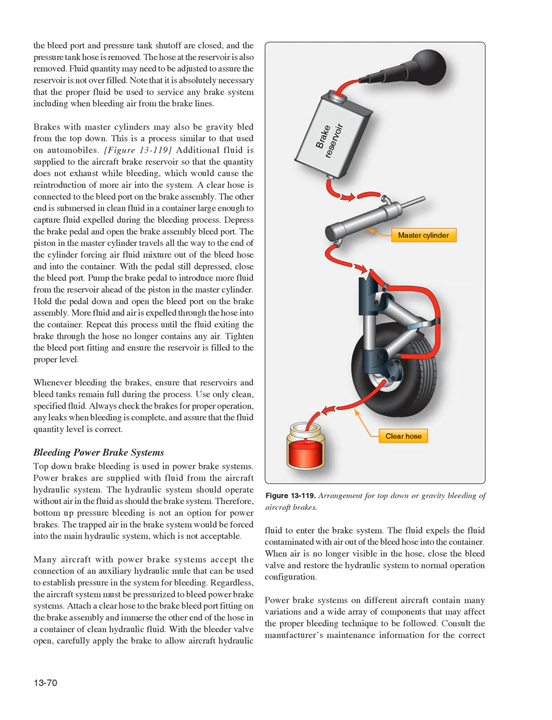 the bleed port and pressure tank shutoff are closed, and the
pressure tank hose is removed. The hose at the reservoir is also
removed. Fluid quantity may need to be adjusted to assure the
reservoir is not over filled. Note that it is absolutely necessary
that the proper fluid be used to service any brake system
including when bleeding air from the brake lines.
Brakes with master cylinders may also be gravity bled
from the top down. This is a process similar to that used
on automobiles. [Figure 13-119] Additional fluid is
supplied to the aircraft brake reservoir so that the quantity
does not exhaust while bleeding, which would cause the
reintroduction of more air into the system. A clear hose is
connected to the bleed port on the brake assembly. The other
end is submersed in clean fluid in a container large enough to
capture fluid expelled during the bleeding process. Depress
the brake pedal and open the brake assembly bleed port. The
piston in the master cylinder travels all the way to the end of
the cylinder forcing air fluid mixture out of the bleed hose
and into the container. With the pedal still depressed, close
the bleed port. Pump the brake pedal to introduce more fluid
from the reservoir ahead of the piston in the master cylinder.
Hold the pedal down and open the bleed port on the brake
assembly. More fluid and air is expelled through the hose into
the container. Repeat this process until the fluid exiting the
brake through the hose no longer contains any air. Tighten
the bleed port fitting and ensure the reservoir is filled to the
proper level.
Whenever bleeding the brakes, ensure that reservoirs and
bleed tanks remain full during the process. Use only clean,
specified fluid. Always check the brakes for proper operation,
any leaks when bleeding is complete, and assure that the fluid
quantity level is correct.
Bleeding Power Brake Systems
Top down brake bleeding is used in power brake systems.
Power brakes are supplied with fluid from the aircraft
hydraulic system. The hydraulic system should operate
without air in the fluid as should the brake system. Therefore,
bottom up pressure bleeding is not an option for power
brakes. The trapped air in the brake system would be forced
into the main hydraulic system, which is not acceptable.
Many aircraft with power brake systems accept the
connection of an auxiliary hydraulic mule that can be used
to establish pressure in the system for bleeding. Regardless,
the aircraft system must be pressurized to bleed power brake
systems. Attach a clear hose to the brake bleed port fitting on
the brake assembly and immerse the other end of the hose in
a container of clean hydraulic fluid. With the bleeder valve
open, carefully apply the brake to allow aircraft hydraulic
Brake
reservoir
Master cylinder
Clear hose
Figure 13-119. Arrangement for top down or gravity bleeding of
aircraft brakes.
fluid to enter the brake system. The fluid expels the fluid
contaminated with air out of the bleed hose into the container.
When air is no longer visible in the hose, close the bleed
valve and restore the hydraulic system to normal operation
configuration.
Power brake systems on different aircraft contain many
variations and a wide array of components that may affect
the proper bleeding technique to be followed. Consult the
manufacturer's maintenance information for the correct
13-70